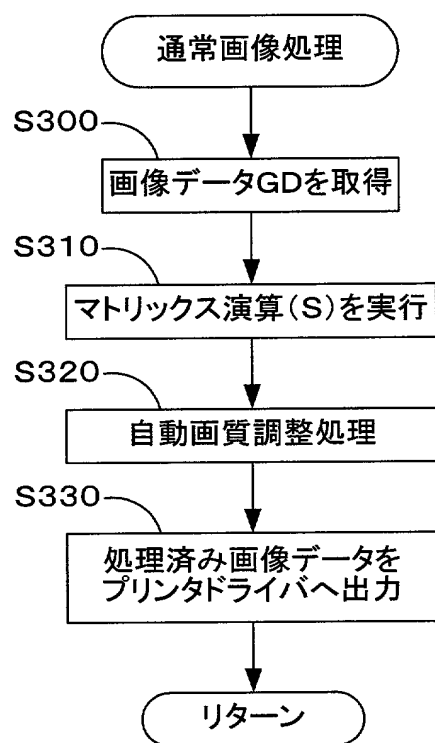 通常画像処理
S300
画像データGDを取得
S310
マトリックス演算(S)を実行
S320
自動画質調整処理
S330
処理済み画像データを
プリンタドライバへ出力
リターン